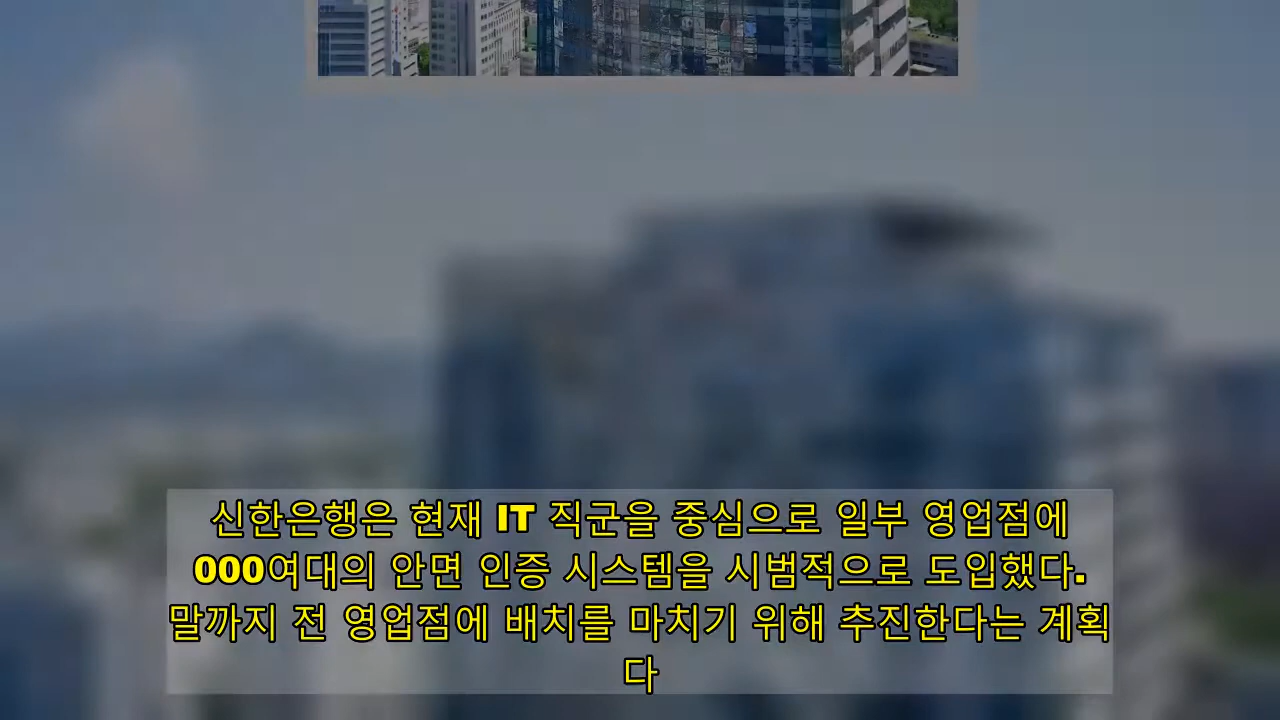 신한은행은 현재 IT 직군을 중심으로 일부 영업점에
000여대의 안면 인증 시스템을 시범적으로 도입했다.
말까지 전 영업점에 배치를 마치기 위해 추진한다는 계획
다